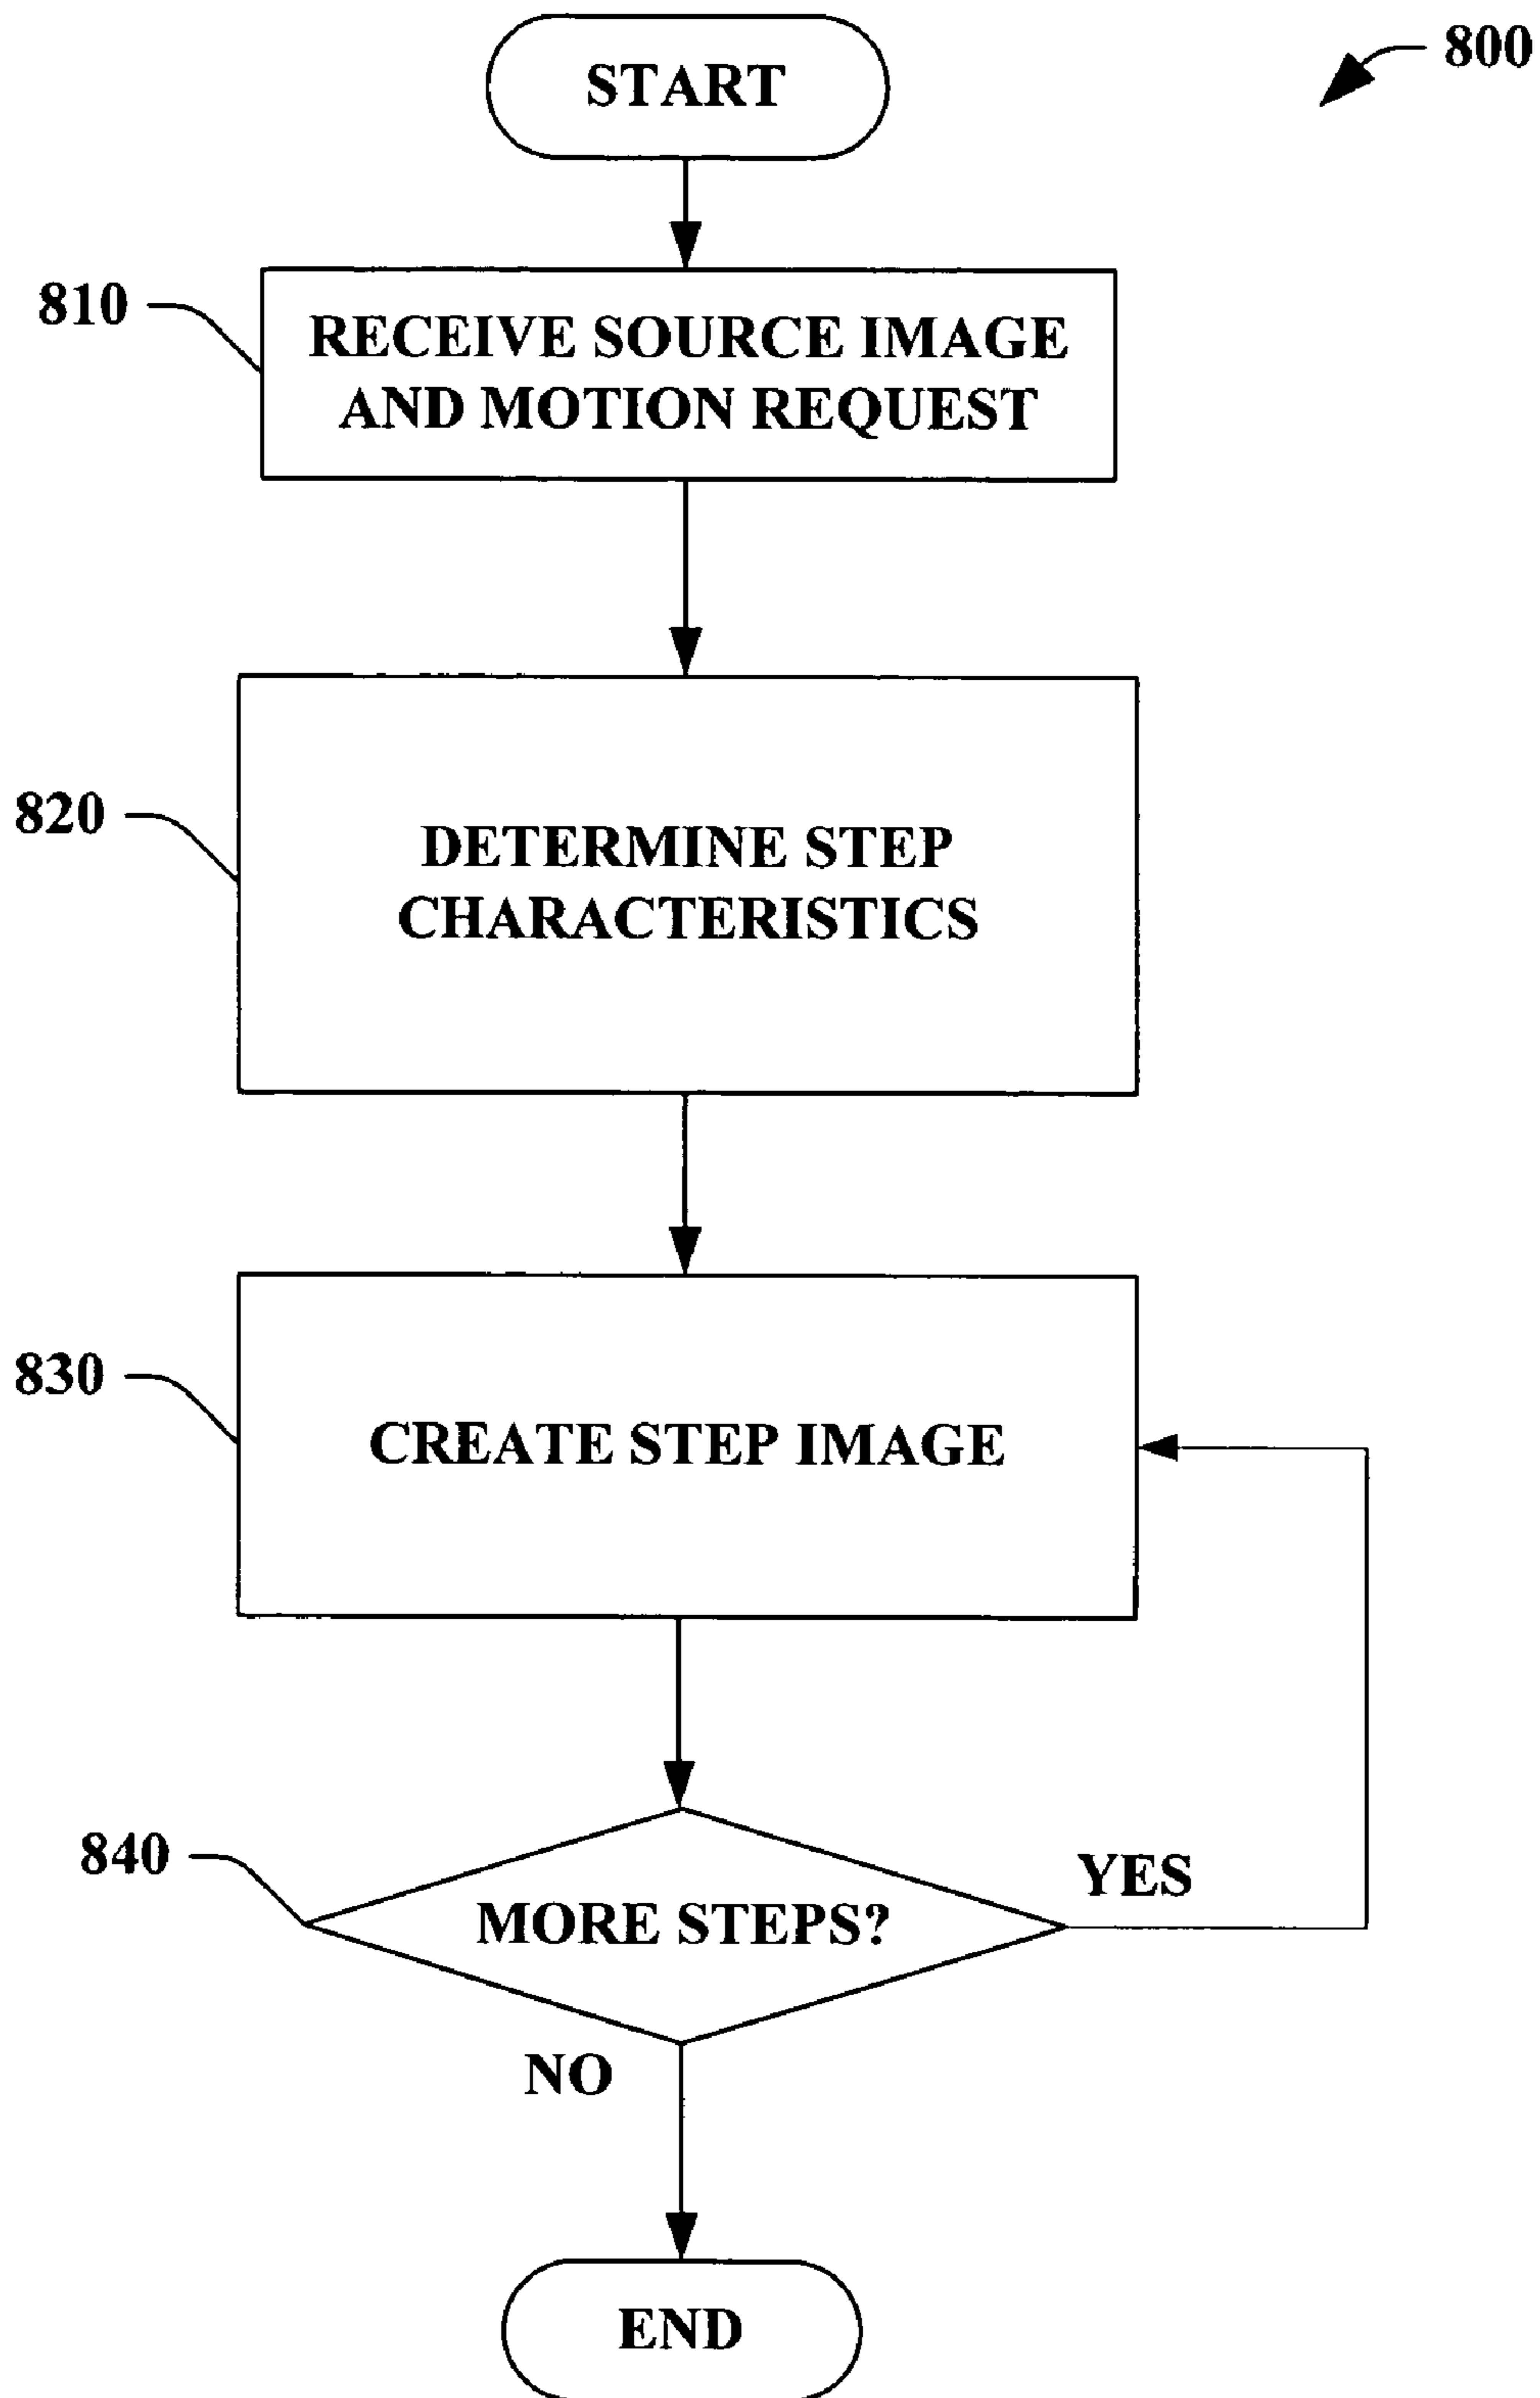 START
800
810
RECEIVE SOURCE IMAGE
AND MOTION REQUEST
820
DETERMINE STEP
CHARACTERISTICS
830
CREATE STEP IMAGE
840
MORE STEPS?
YES
NO
END